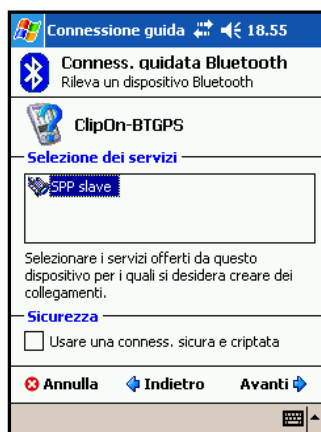 Connessione guida 18.55
Conness. guidata Bluetooth
Rileva un dispositivo Bluetooth
ClipOn-BTGPS
Selezione dei servizi
SPP slave
Selezionare i servizi offerti da questo
dispositivo per i quali si desidera creare dei
collegamenti.
Sicurezza
Usare una conness. sicura e criptata
Annulla Indietro Avanti